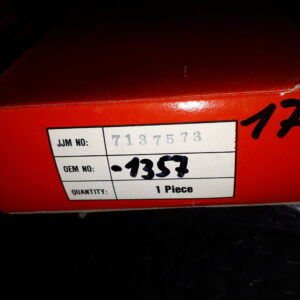 JJM NO: 7137573
OEM NO: -1357
QUANTITY: 1 Piece
17